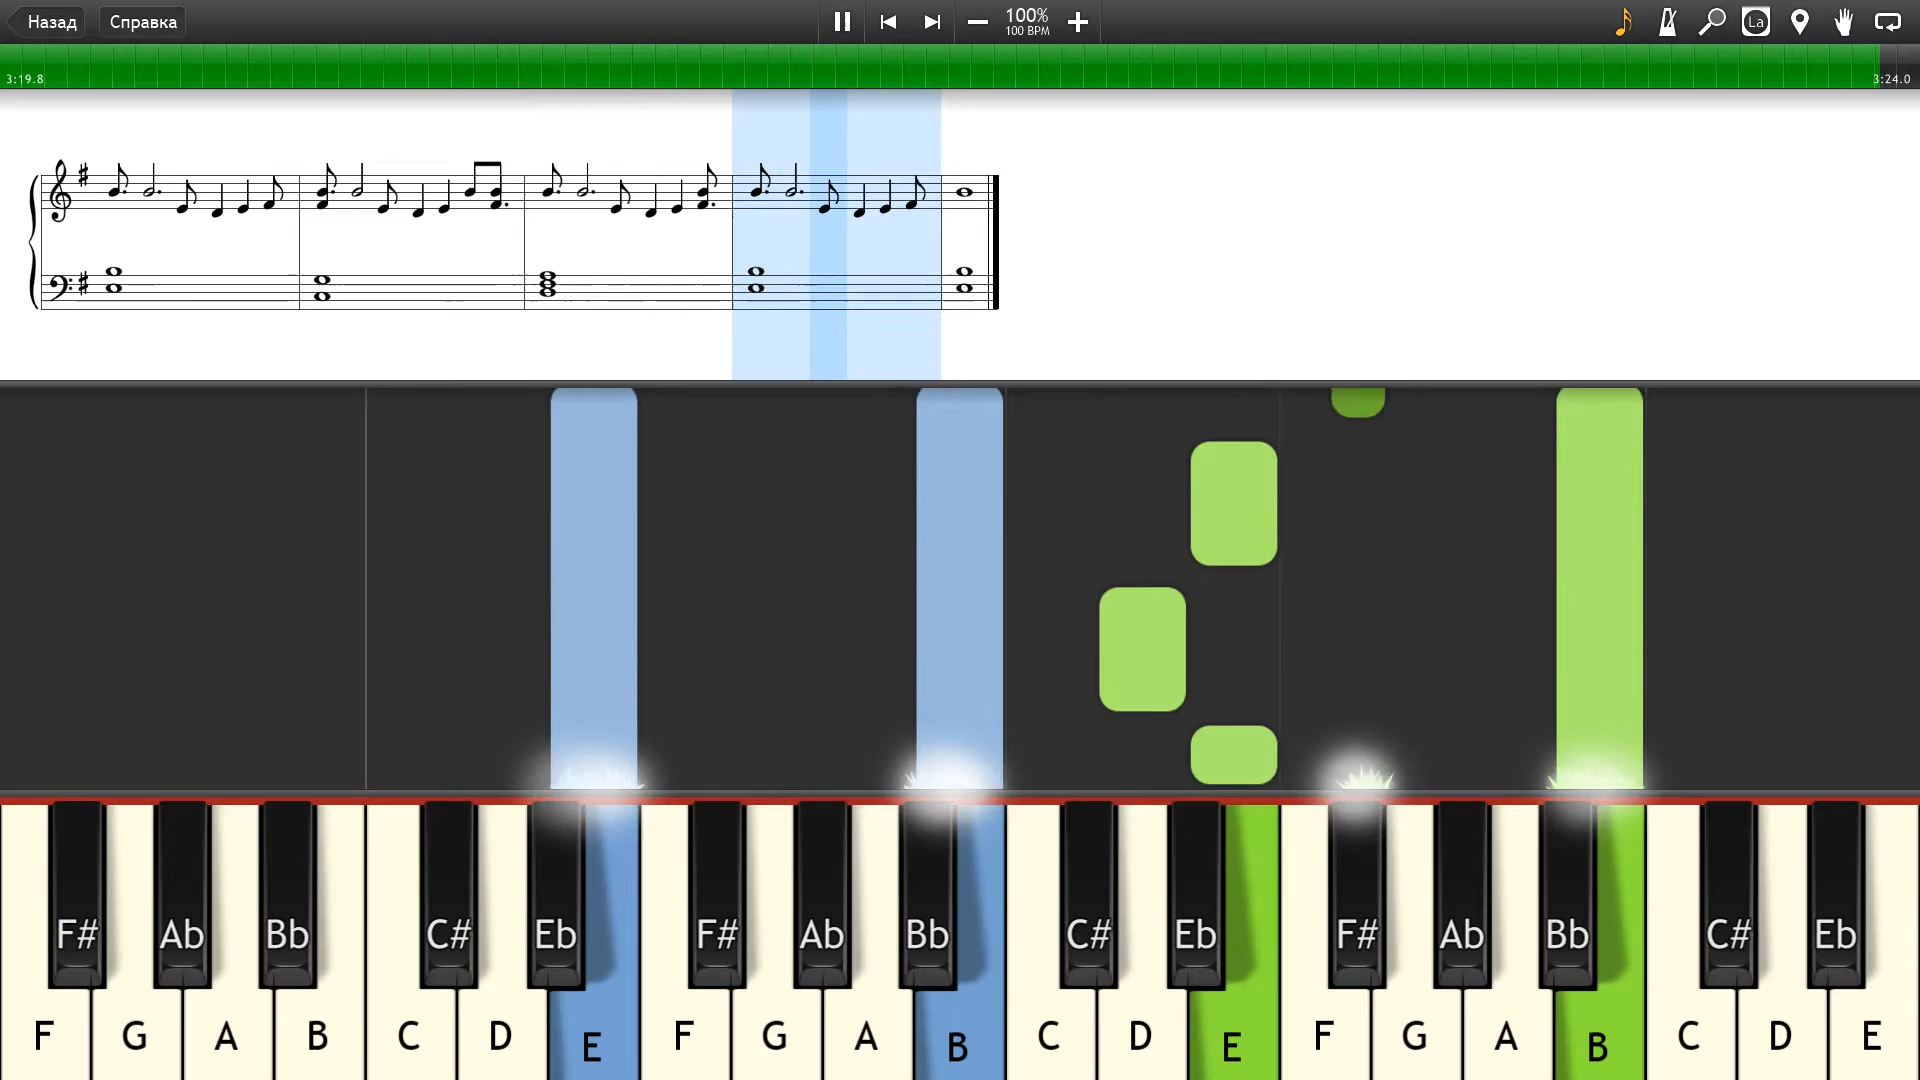 Назад Справка 100% La
100 BPM
3:19.8 3:24.0
F# Ab Bb C# Eb F# Ab Bb C# Eb F# Ab Bb C# Eb
F G A B C D E F G A B C D E F G A B C D E